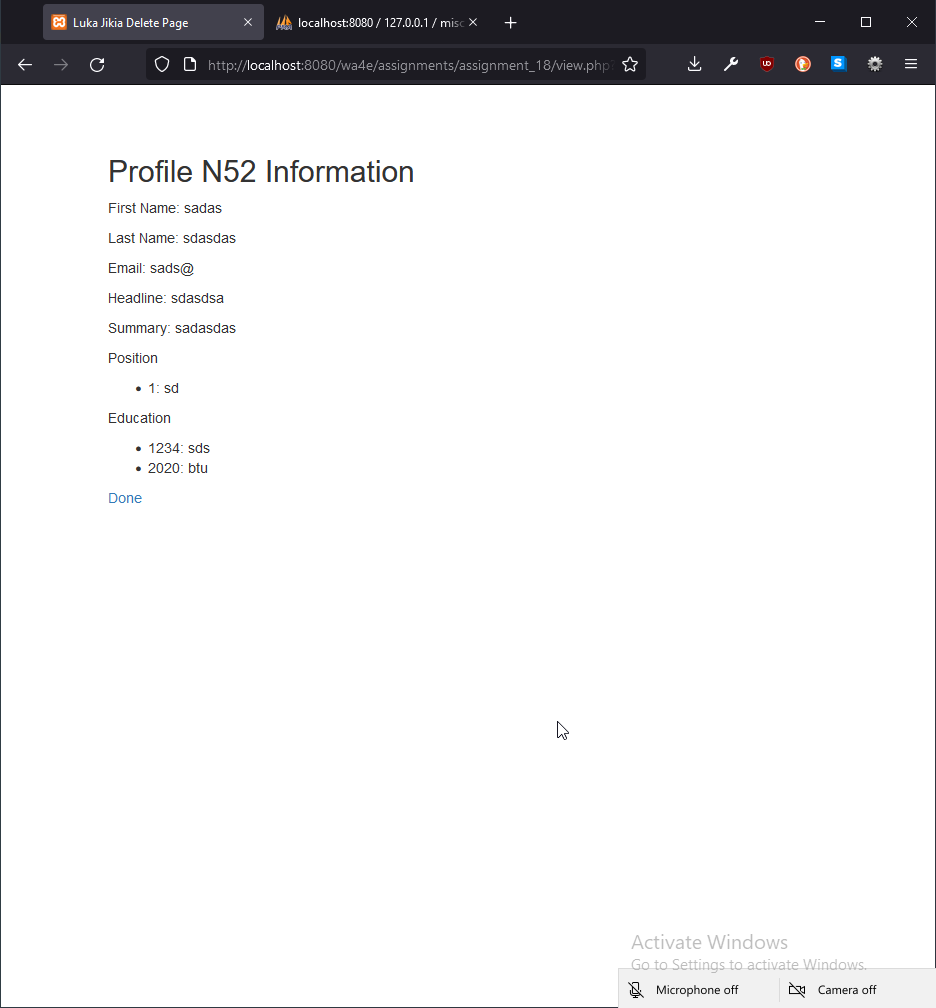 Luka Jikia Delete Page
localhost:8080 / 127.0.0.1 / misc
http://localhost:8080/wa4e/assignments/assignment_18/view.php?
Profile N52 Information
First Name: sadas
Last Name: sdasdas
Email: sads@
Headline: sdasdsa
Summary: sadasdas
Position
1: sd
Education
1234: sds
2020: btu
Done
Activate Windows
Go to Settings to activate Windows.
Microphone off
Camera off